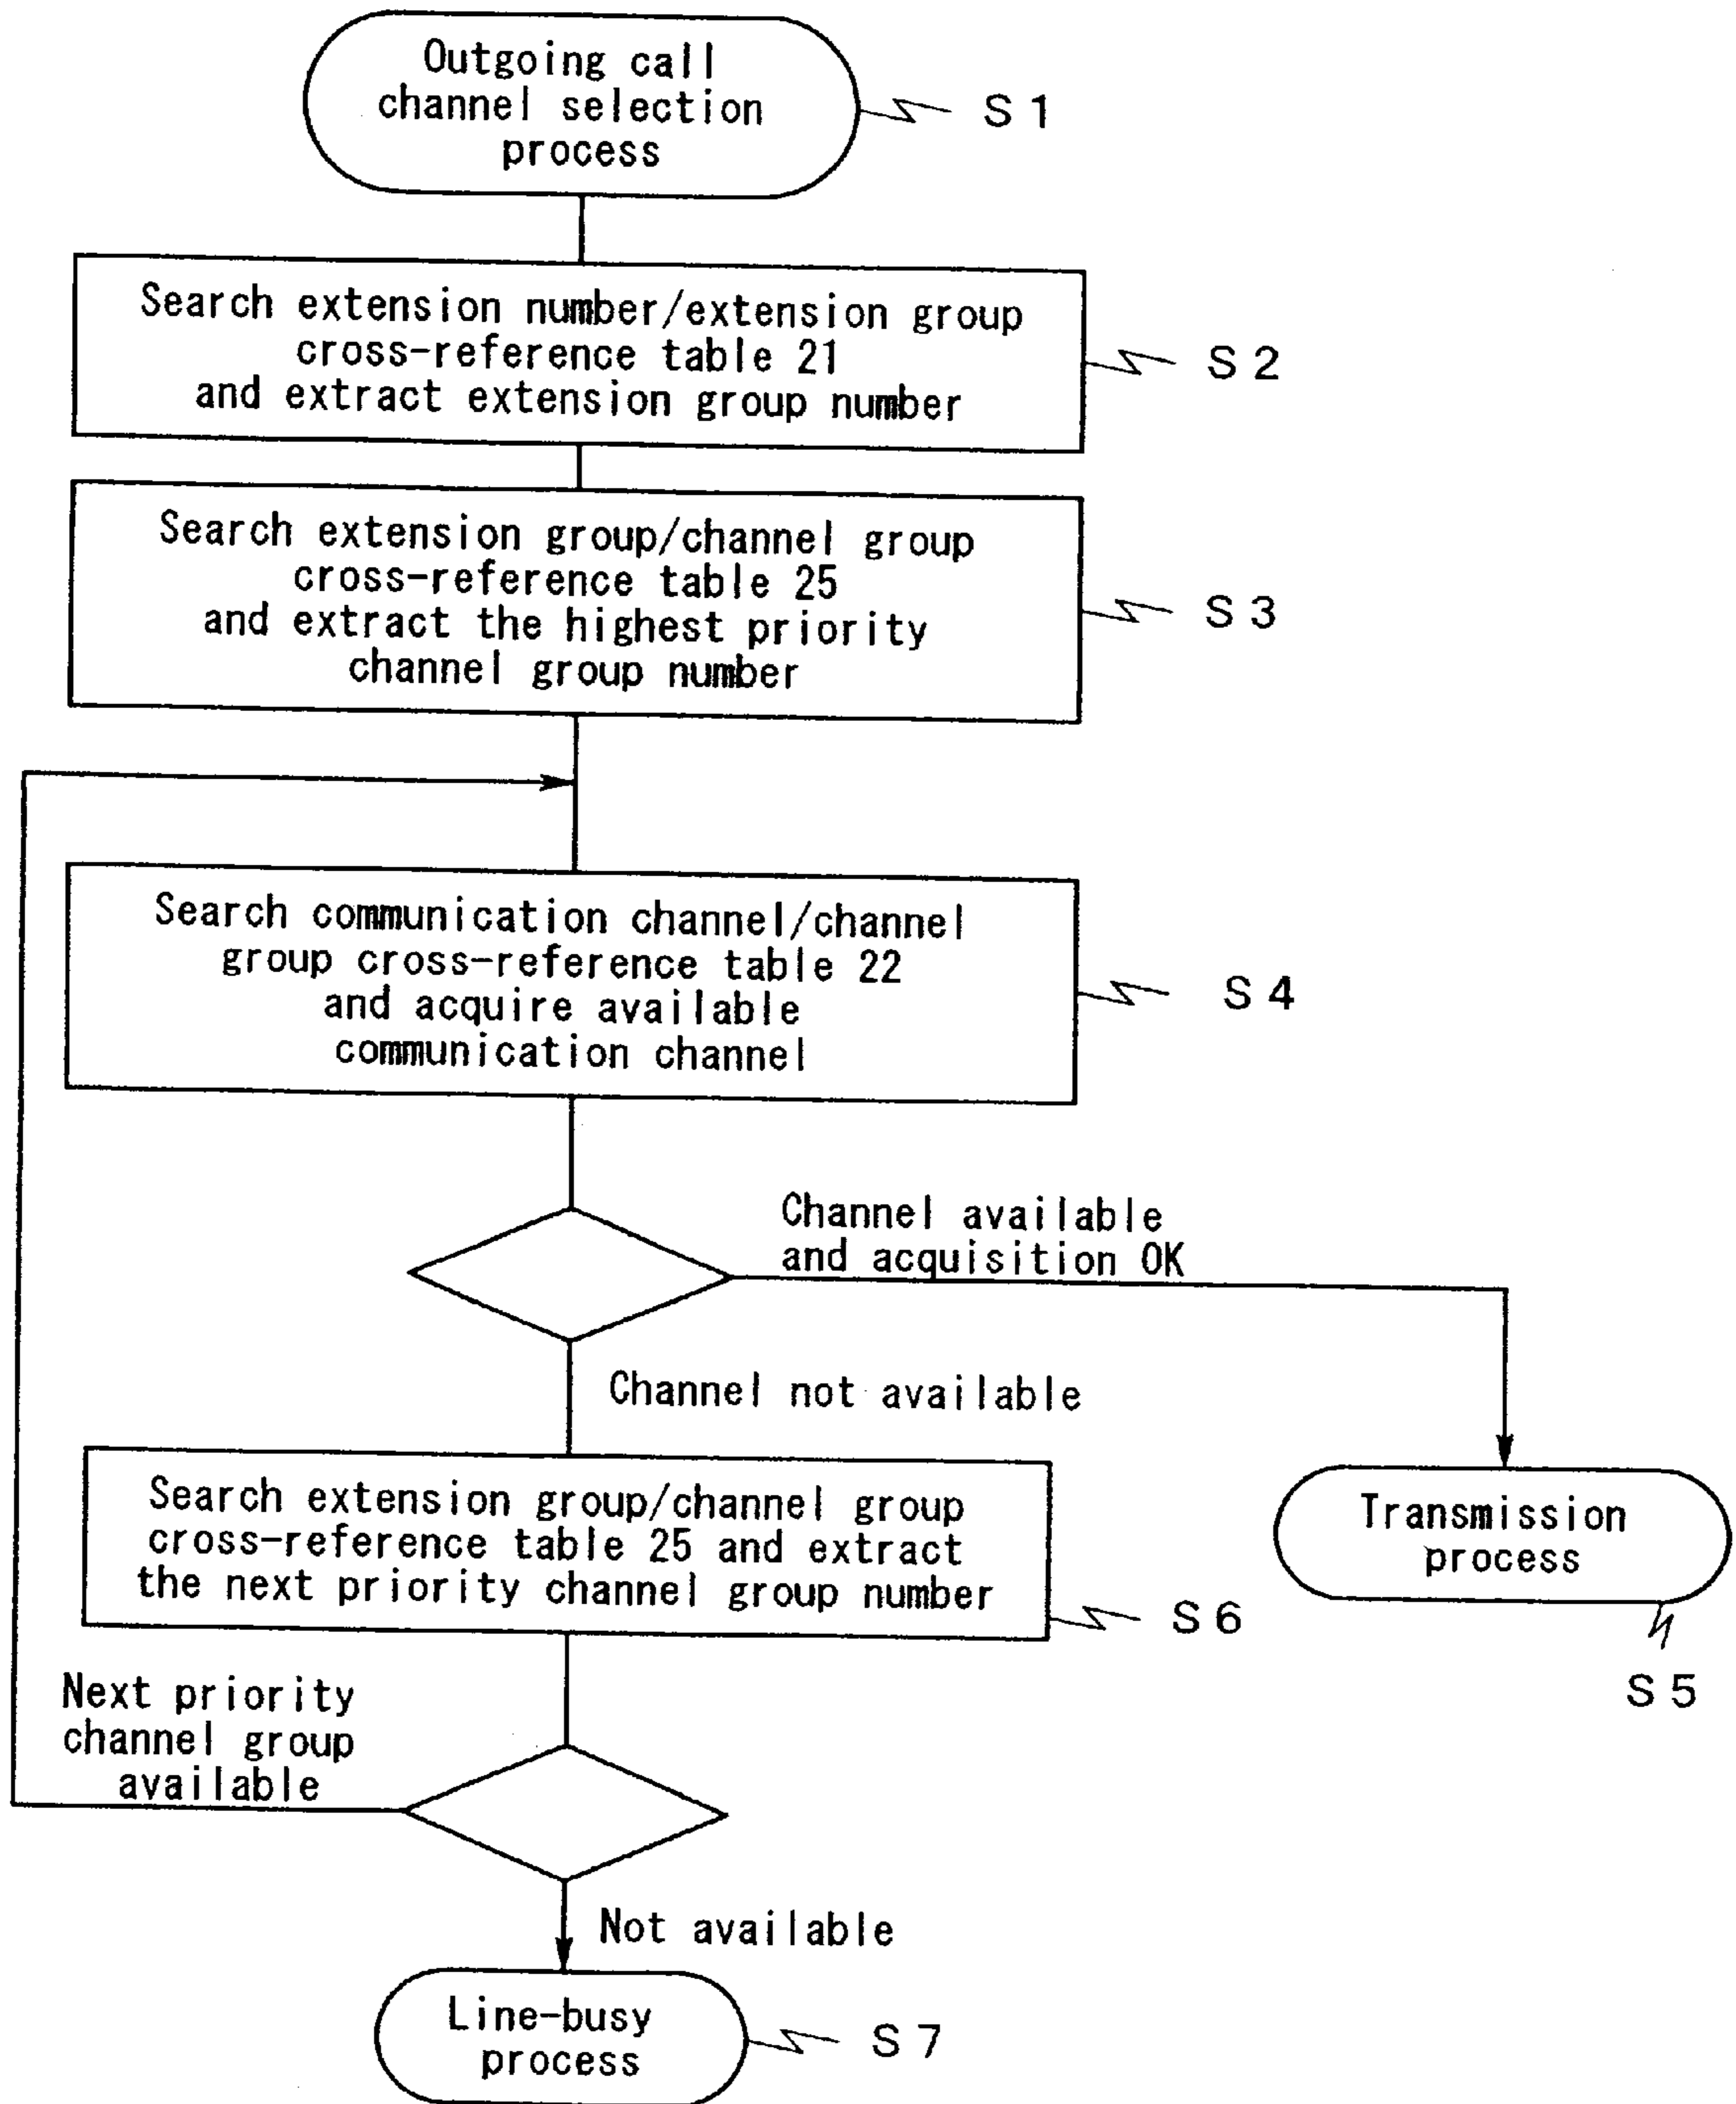 Outgoing call
channel selection
process
S1
Search extension number/extension group
cross-reference table 21
and extract extension group number
S2
Search extension group/channel group
cross-reference table 25
and extract the highest priority
channel group number
S3
Search communication channel/channel
group cross-reference table 22
and acquire available
communication channel
S4
Channel available
and acquisition OK
Channel not available
Search extension group/channel group
cross-reference table 25 and extract
the next priority channel group number
S6
Transmission
process
S5
Next priority
channel group
available
Not available
Line-busy
process
S7